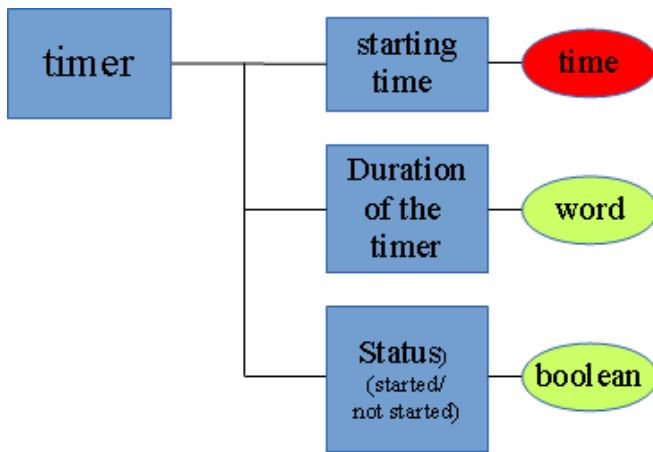 timer
starting
time
time
Duration
of the
timer
word
Status)
(started/
not started)
boolean